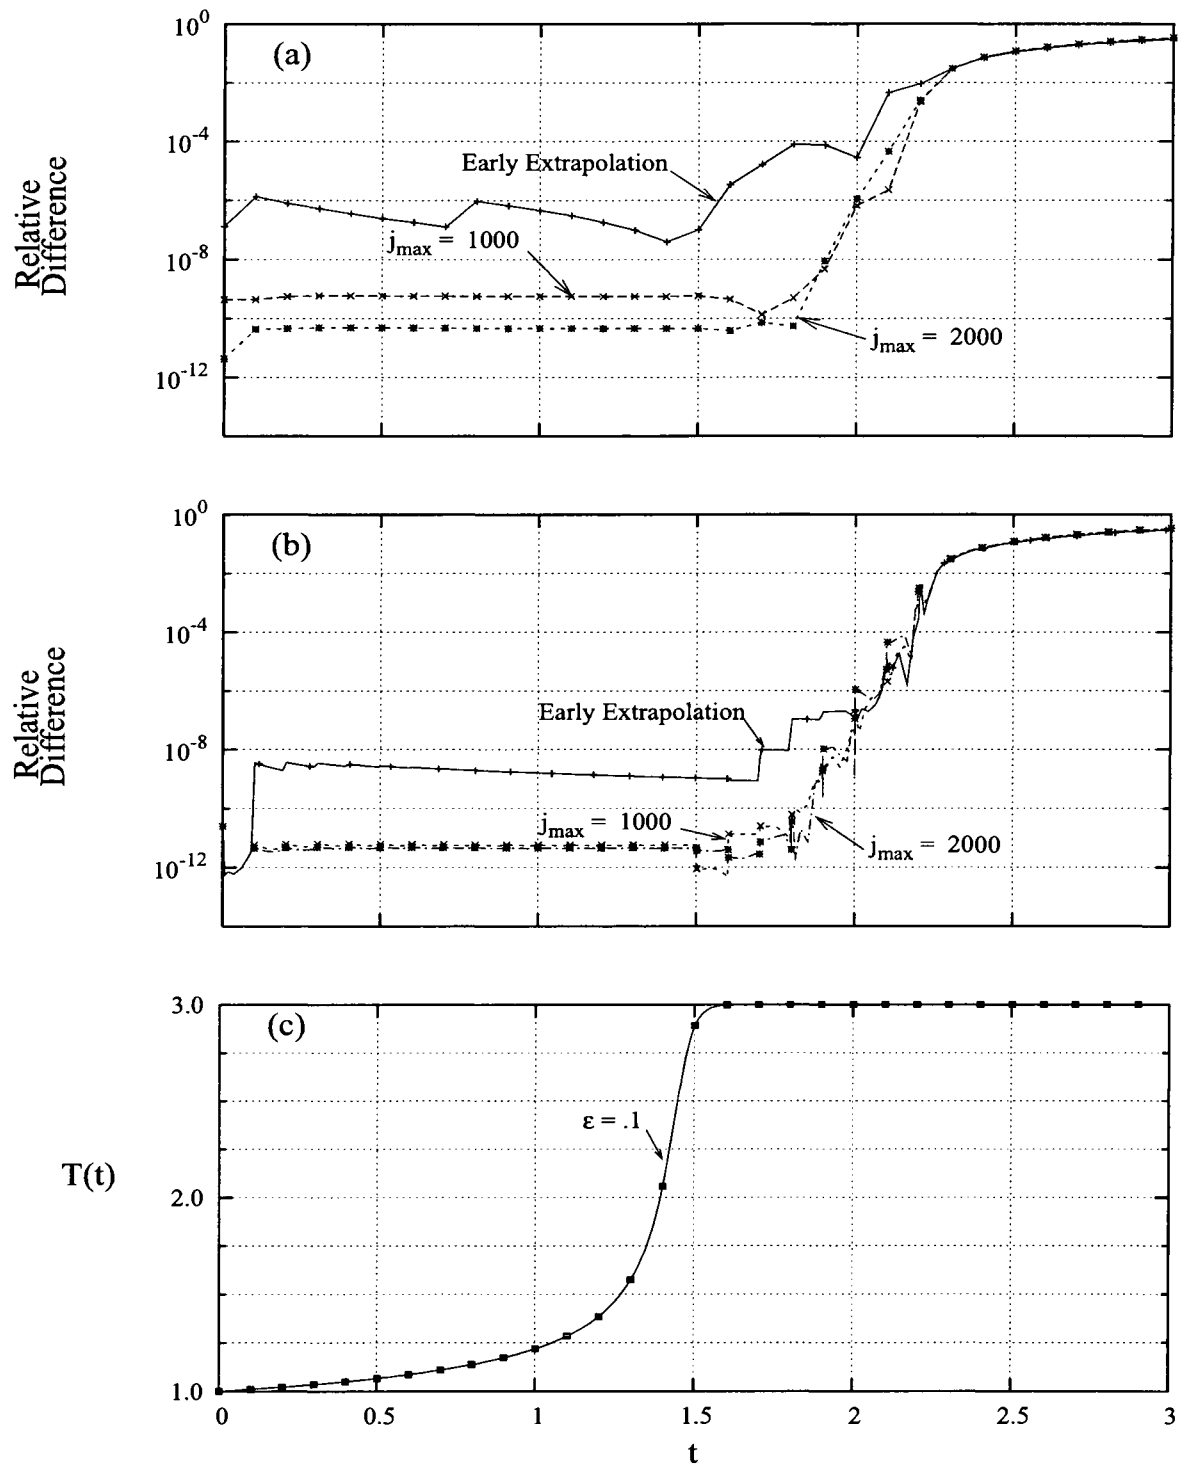 (a)
10^0
10^-4
10^-8
10^-12
Relative
Difference
Early Extrapolation
j_max = 1000
j_max = 2000
(b)
10^0
10^-4
10^-8
10^-12
Relative
Difference
Early Extrapolation
j_max = 1000
j_max = 2000
(c)
3.0
2.0
1.0
T(t)
ε = .1
0 0.5 1 1.5 2 2.5 3
t